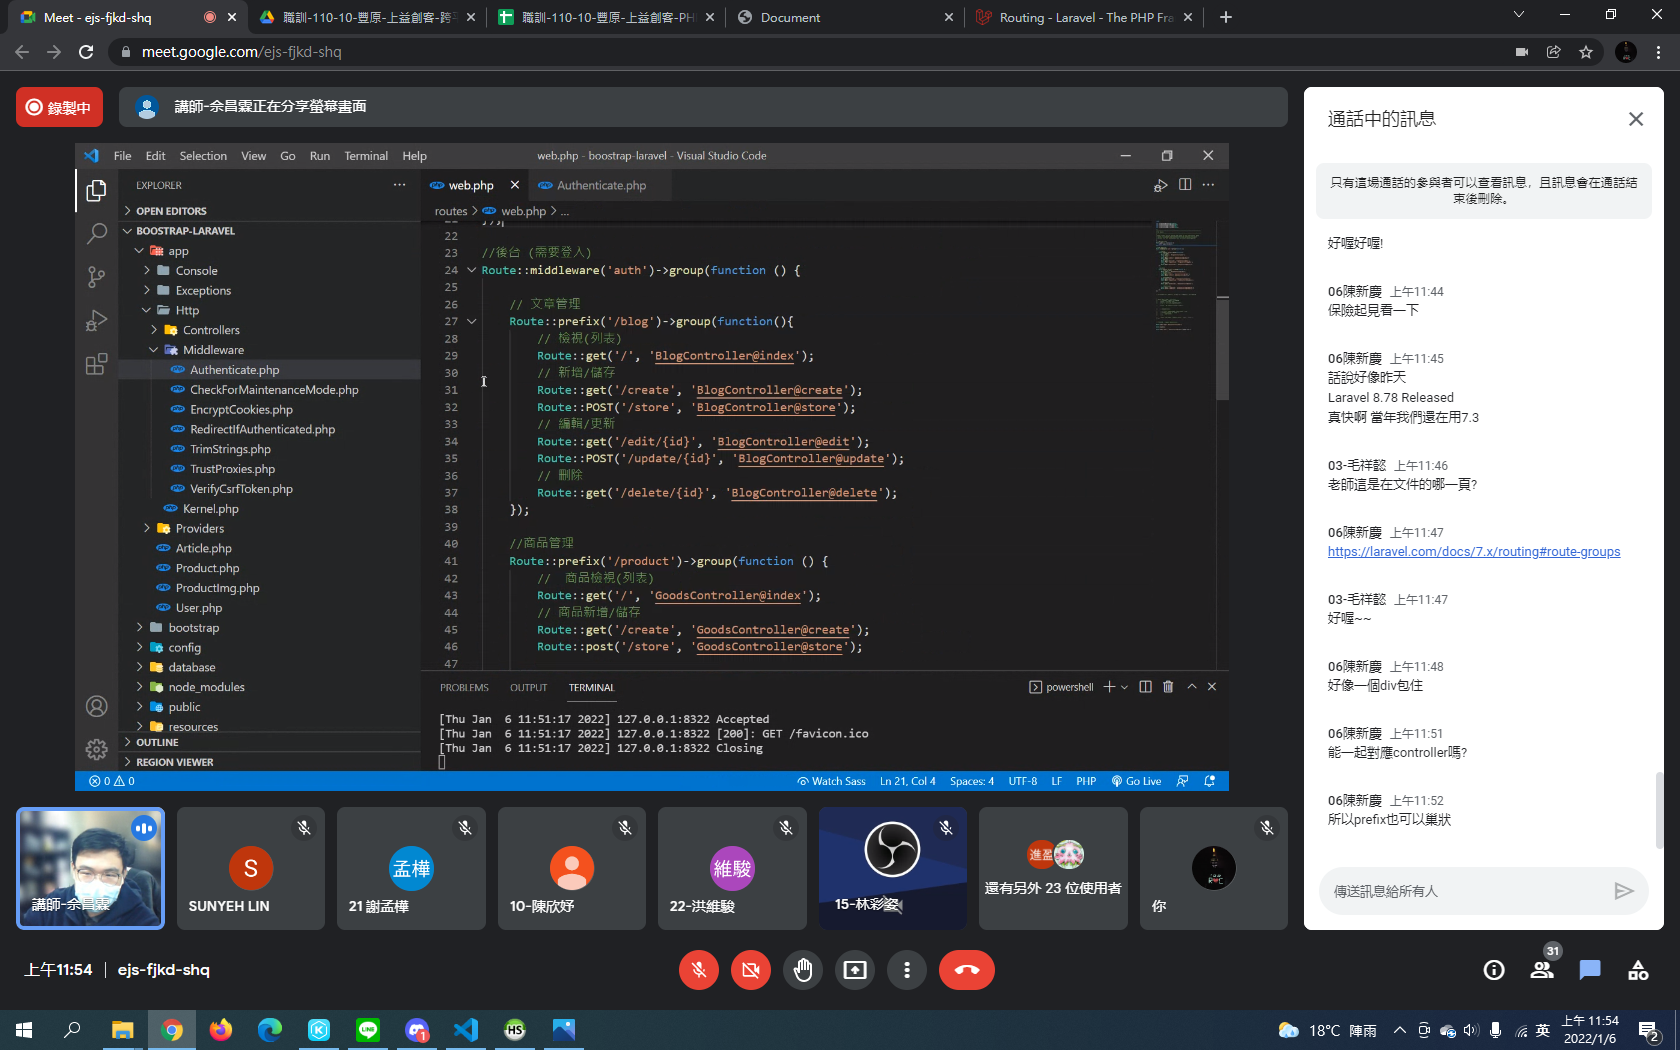 Meet - ejs-fjkd-shq
職訓-110-10-豐原-上益創客-跨
職訓-110-10-豐原-上益創客-PH
Document
Routing - Laravel - The PHP Fra
meet.google.com/ejs-fjkd-shq
錄製中
講師-余昌霖正在分享螢幕畫面
File Edit Selection View Go Run Terminal Help
web.php - boostrap-laravel - Visual Studio Code
EXPLORER
OPEN EDITORS
BOOSTRAP-LARAVEL
app
Console
Exceptions
Http
Controllers
Middleware
Authenticate.php
CheckForMaintenanceMode.php
EncryptCookies.php
RedirectIfAuthenticated.php
TrimStrings.php
TrustProxies.php
VerifyCsrfToken.php
Kernel.php
Providers
Article.php
Product.php
ProductImg.php
User.php
bootstrap
config
database
node_modules
public
resources
OUTLINE
REGION VIEWER
web.php
Authenticate.php
routes > web.php > ...
22
23 //後台 (需要登入)
24 Route::middleware('auth')->group(function () {
25
26 // 文章管理
27 Route::prefix('/blog')->group(function(){
28 // 檢視(列表)
29 Route::get('/', 'BlogController@index');
30 // 新增/儲存
31 Route::get('/create', 'BlogController@create');
32 Route::POST('/store', 'BlogController@store');
33 // 編輯/更新
34 Route::get('/edit/{id}', 'BlogController@edit');
35 Route::POST('/update/{id}', 'BlogController@update');
36 // 刪除
37 Route::get('/delete/{id}', 'BlogController@delete');
38 });
39
40 //商品管理
41 Route::prefix('/product')->group(function () {
42 // 商品檢視(列表)
43 Route::get('/', 'GoodsController@index');
44 // 商品新增/儲存
45 Route::get('/create', 'GoodsController@create');
46 Route::post('/store', 'GoodsController@store');
47
PROBLEMS OUTPUT TERMINAL
powershell
[Thu Jan 6 11:51:17 2022] 127.0.0.1:8322 Accepted
[Thu Jan 6 11:51:17 2022] 127.0.0.1:8322 [200]: GET /favicon.ico
[Thu Jan 6 11:51:17 2022] 127.0.0.1:8322 Closing
0 0
Watch Sass Ln 21, Col 4 Spaces: 4 UTF-8 LF PHP Go Live
通話中的訊息
只有這場通話的參與者可以查看訊息，且訊息會在通話結
束後刪除。
好喔好喔!
06陳新慶 上午11:44
保險起見看一下
06陳新慶 上午11:45
話說好像昨天
Laravel 8.78 Released
真快啊 當年我們還在用7.3
03-毛祥懿 上午11:46
老師這是在文件的哪一頁?
06陳新慶 上午11:47
https://laravel.com/docs/7.x/routing#route-groups
03-毛祥懿 上午11:47
好喔~~
06陳新慶 上午11:48
好像一個div包住
06陳新慶 上午11:51
能一起對應controller嗎?
06陳新慶 上午11:52
所以prefix也可以巢狀
傳送訊息給所有人
講師-余昌霖
S
SUNYEH LIN
孟樺
21 謝孟樺
10-陳欣妤
維駿
22-洪維駿
15-林彩姿
進盈
還有另外 23 位使用者
你
上午11:54 | ejs-fjkd-shq
31
1
HS
18°C 陣雨
英
上午 11:54
2022/1/6
2